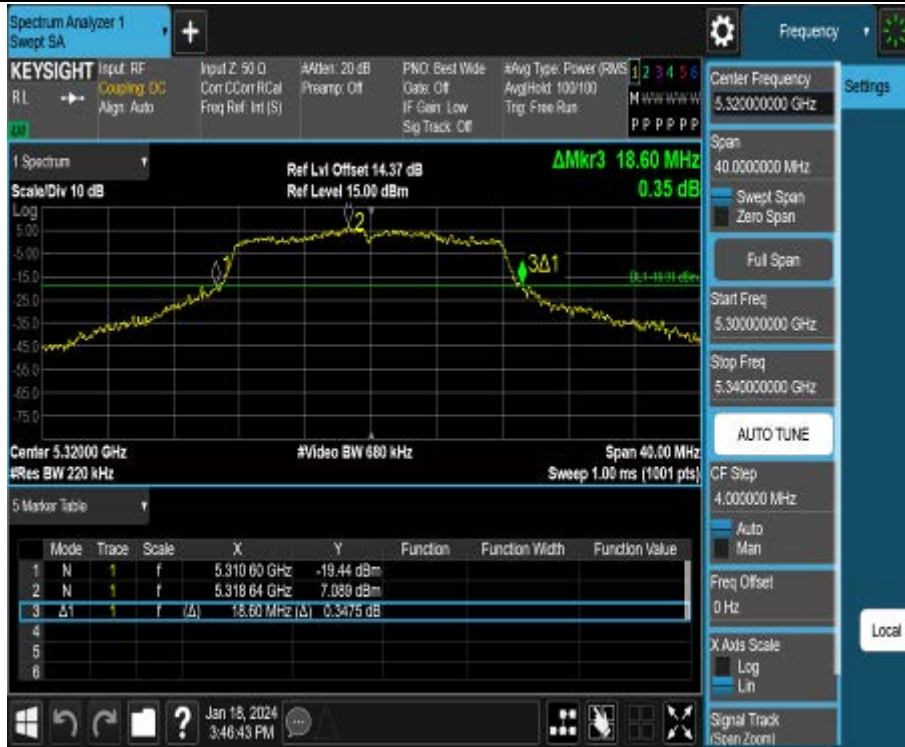 Spectrum Analyzer 1
Swept SA
+
Frequency
KEYSIGHT
RL
Input: RF
Coupling: DC
Align: Auto
Input Z: 50 Ω
Corr CCorr RCal
Freq Ref: Int (S)
#Atten: 20 dB
Preamp: Off
PNO: Best Wide
Gate: Off
IF Gain: Low
Sig Track: Off
#Avg Type: Power (RMS
Avg|Hold: 100/100
Trig: Free Run
1 2 3 4 5 6
M W W W W W
P P P P P P
1 Spectrum
Scale/Div 10 dB
Log
Ref Lvl Offset 14.37 dB
Ref Level 15.00 dBm
ΔMkr3 18.60 MHz
0.35 dB
5.00
-5.00
-15.0
-25.0
-35.0
-45.0
-55.0
-65.0
-75.0
1
2
3Δ1
Center 5.32000 GHz
#Video BW 680 kHz
Span 40.00 MHz
#Res BW 220 kHz
Sweep 1.00 ms (1001 pts)
5 Marker Table
Mode Trace Scale X Y Function Function Width Function Value
1 N 1 f 5.310 60 GHz -19.44 dBm
2 N 1 f 5.318 64 GHz 7.089 dBm
3 Δ1 1 f (Δ) 18.60 MHz (Δ) 0.3475 dB
4
5
6
Jan 18, 2024
3:46:43 PM
?
Center Frequency
5.320000000 GHz
Span
40.0000000 MHz
Swept Span
Zero Span
Full Span
Start Freq
5.300000000 GHz
Stop Freq
5.340000000 GHz
AUTO TUNE
CF Step
4.000000 MHz
Auto
Man
Freq Offset
0 Hz
X Axis Scale
Log
Lin
Signal Track
(Span Zoom)
Settings
Local